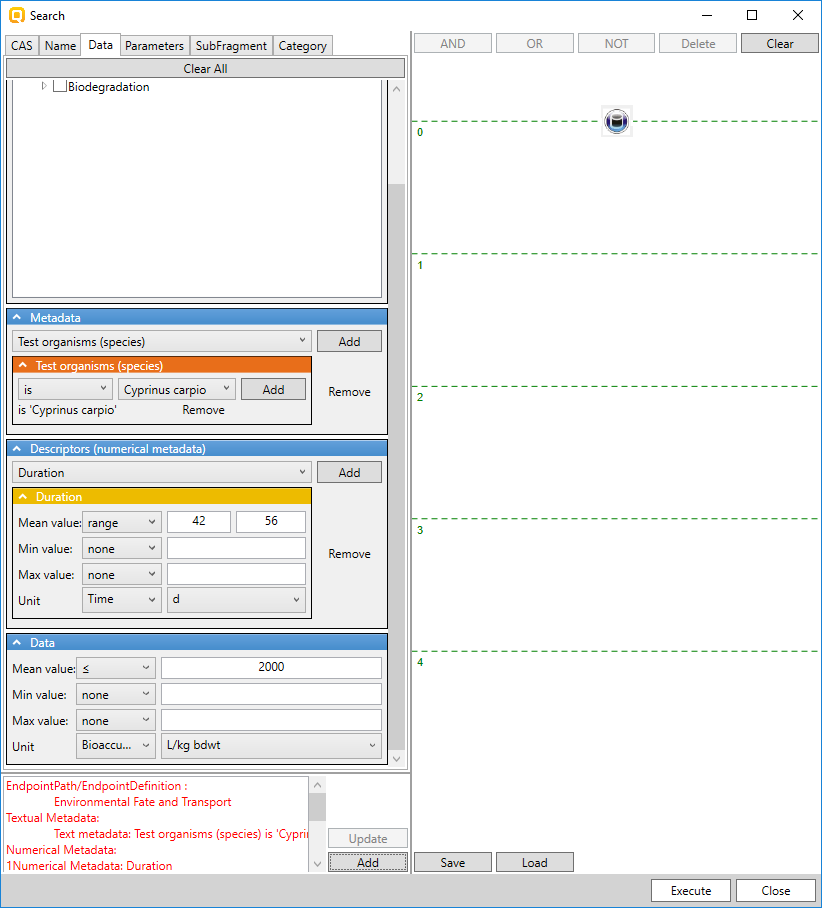 Search
CAS Name Data Parameters SubFragment Category
Clear All
Biodegradation
Metadata
Test organisms (species) Add
Test organisms (species)
is Cyprinus carpio Add
is 'Cyprinus carpio' Remove
Remove
Descriptors (numerical metadata)
Duration Add
Duration
Mean value: range 42 56
Min value: none
Max value: none
Unit Time d
Remove
Data
Mean value: ≤ 2000
Min value: none
Max value: none
Unit Bioaccu... L/kg bdwt
EndpointPath/EndpointDefinition :
Environmental Fate and Transport
Textual Metadata:
Text metadata: Test organisms (species) is 'Cypri
Numerical Metadata:
1Numerical Metadata: Duration
Update
Add
AND OR NOT Delete Clear
0
1
2
3
4
Save Load
Execute Close